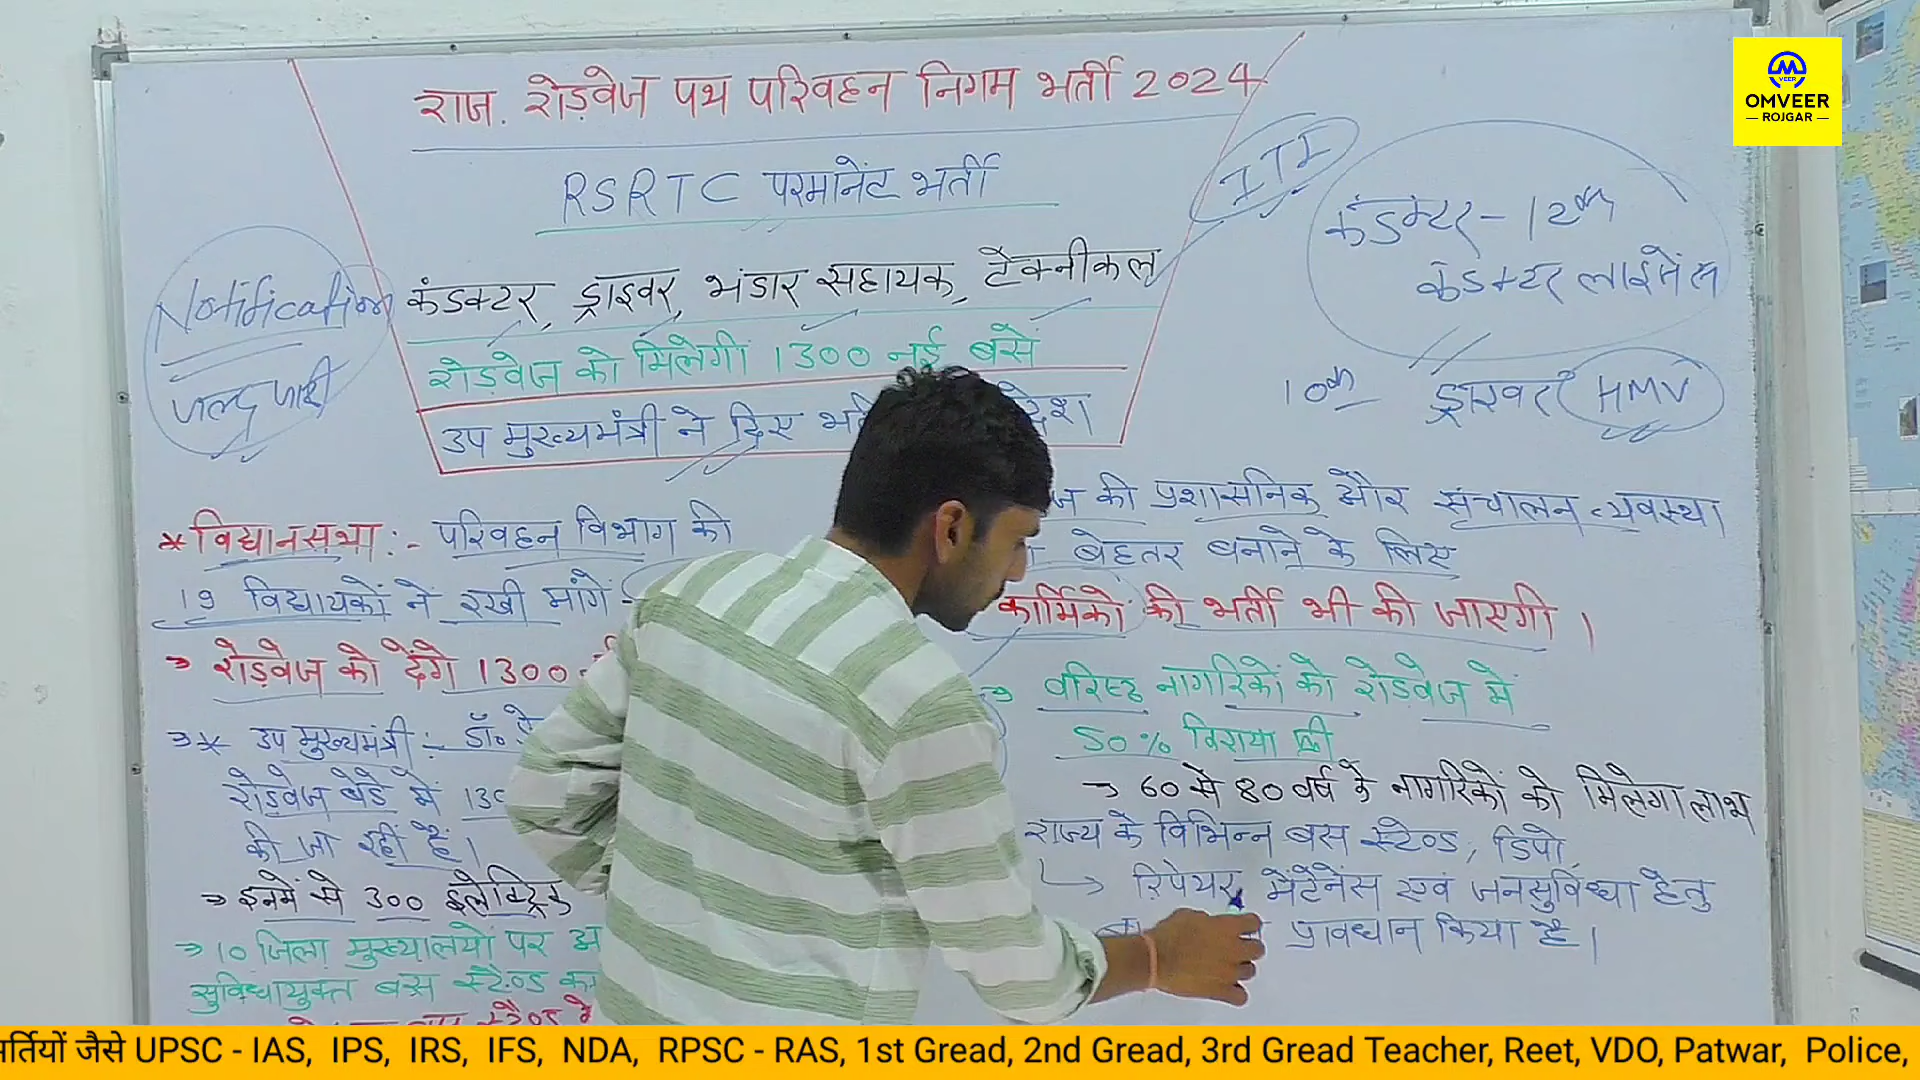 राज. रोड़वेज पथ परिवहन निगम भर्ती 2024
RSRTC परमानेंट भर्ती
कंडक्टर, ड्राइवर, भंडार सहायक, टैक्नीकल
रोडवेज को मिलेगी 1300 नई बसें
उप मुख्यमंत्री ने दिए
Notification
जल्द जारी
ITI
कंडक्टर - 12th
कंडक्टर लाइसेंस
10th ड्राइवर HMV
* विधानसभा :- परिवहन विभाग की
19 विधायकों ने रखी मांगे -
→ रोड़वेज को देंगे 1300
→* उप मुख्यमंत्री :- डॉ॰
रोडवेज बेडे में
की जा रही है।
→ इनमें से 300 इलेक्ट्रिक
→ 10 जिला मुख्यालयों पर
सुविधायुक्त बस स्टैण्ड
की प्रशासनिक और संचालन व्यवस्था
बेहतर बनाने के लिए
कार्मिकों की भर्ती भी की जाएगी।
→ वरिष्ठ नागरिकों को रोडवेज में
50% किराया फ्री
→ 60 से 80 वर्ष के नागरिकों को मिलेगा लाभ
राज्य के विभिन्न बस स्टैण्ड, डिपो,
→ रिपेयर मेंटेनेंस एवं जनसुविधा हेतु
प्रावधान किया है।
OMVEER
ROJGAR
र्तियों जैसे UPSC - IAS, IPS, IRS, IFS, NDA, RPSC - RAS, 1st Gread, 2nd Gread, 3rd Gread Teacher, Reet, VDO, Patwar, Police,